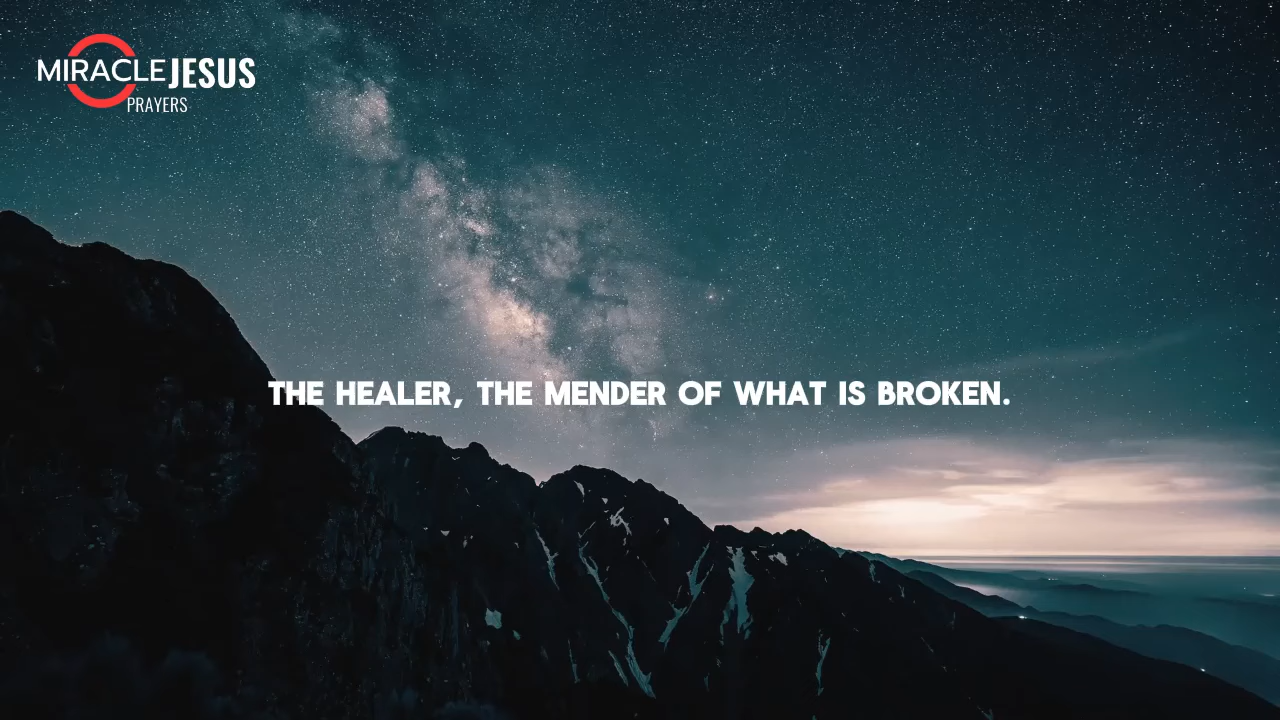 MIRACLE JESUS
PRAYERS
THE HEALER, THE MENDER OF WHAT IS BROKEN.